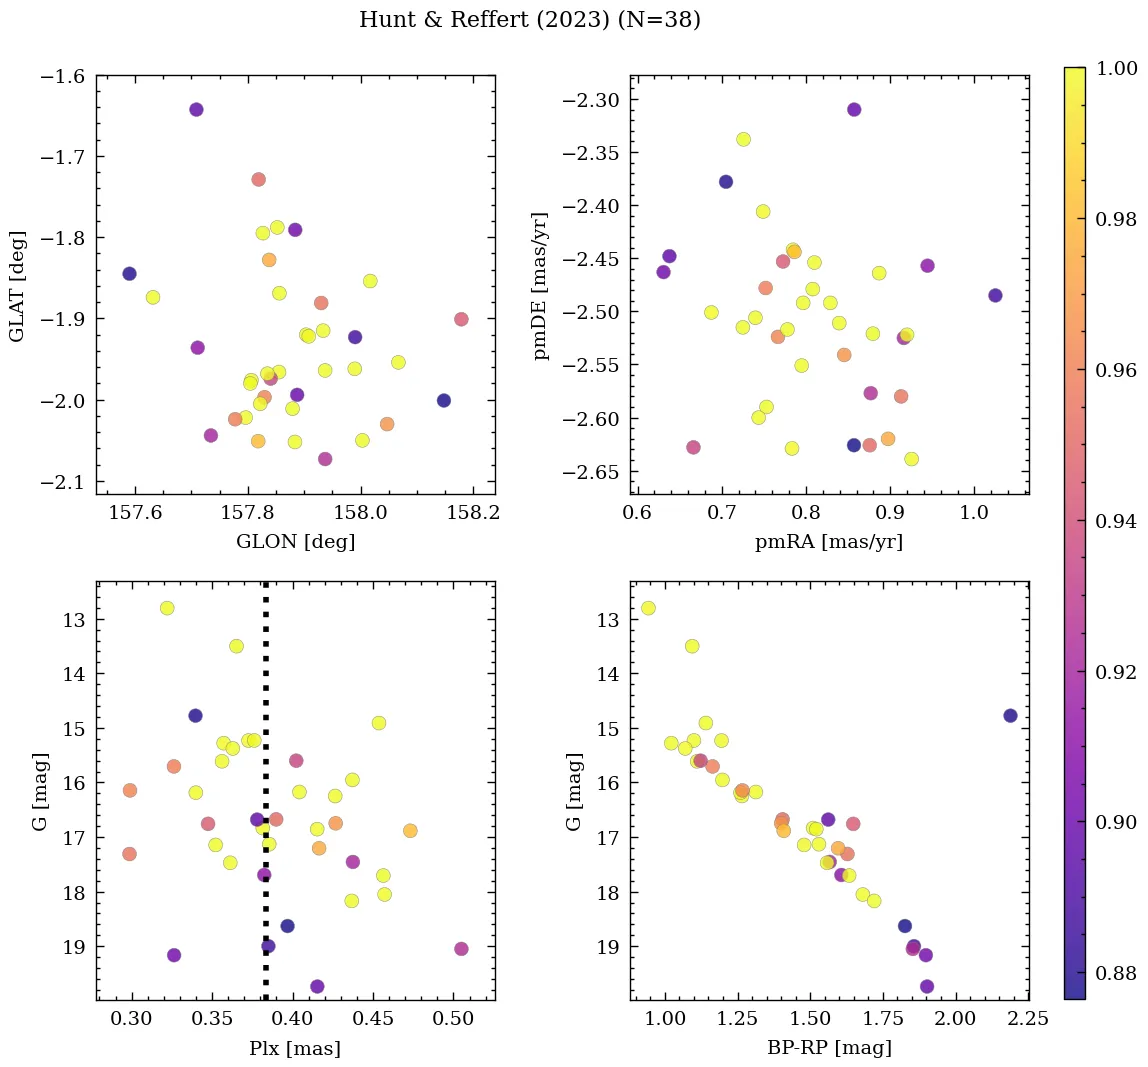 Hunt & Reffert (2023) (N=38)
−1.6
−1.7
−1.8
−1.9
−2.0
−2.1
GLAT [deg]
157.6 157.8 158.0 158.2
GLON [deg]
−2.30
−2.35
−2.40
−2.45
−2.50
−2.55
−2.60
−2.65
pmDE [mas/yr]
0.6 0.7 0.8 0.9 1.0
pmRA [mas/yr]
13
14
15
16
17
18
19
G [mag]
0.30 0.35 0.40 0.45 0.50
Plx [mas]
13
14
15
16
17
18
19
G [mag]
1.00 1.25 1.50 1.75 2.00 2.25
BP-RP [mag]
1.00
0.98
0.96
0.94
0.92
0.90
0.88